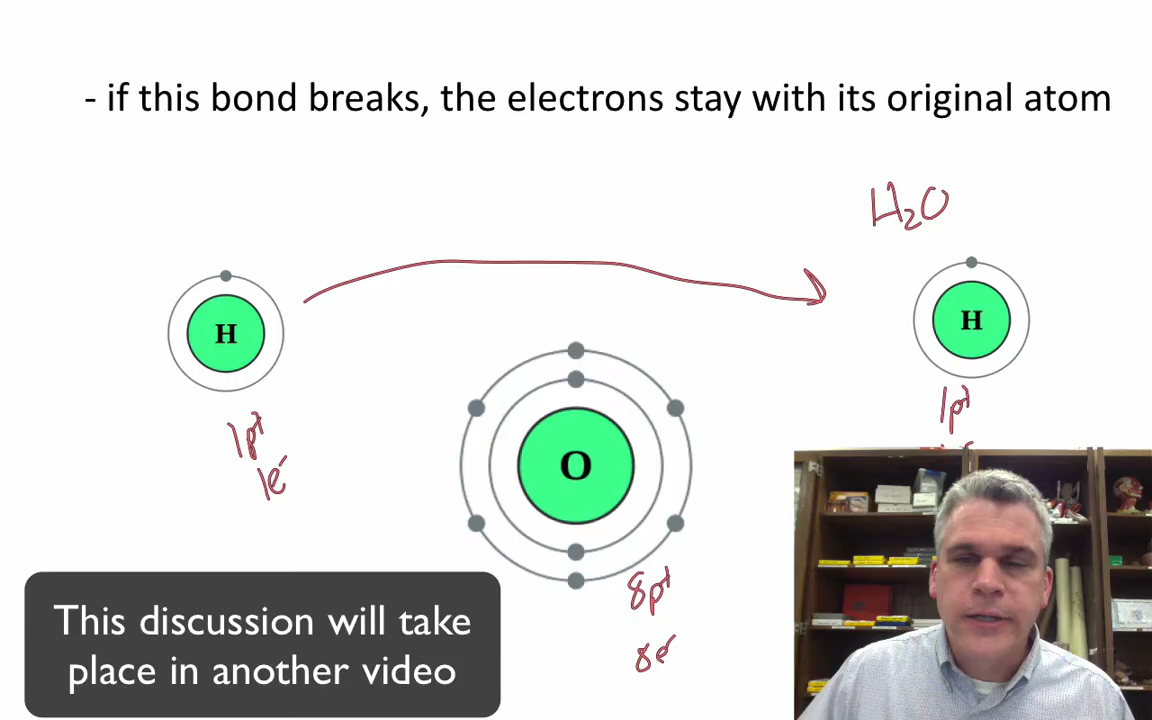 - if this bond breaks, the electrons stay with its original atom
H₂O
H
H
1p⁺
1e⁻
1p⁺
O
8p⁺
8e⁻
This discussion will take
place in another video